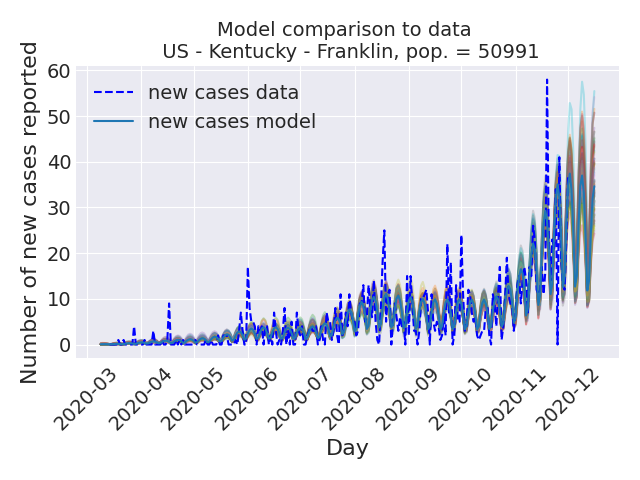 Model comparison to data
US - Kentucky - Franklin, pop. = 50991
Number of new cases reported
60
50
40
30
20
10
0
new cases data
new cases model
2020-03
2020-04
2020-05
2020-06
2020-07
2020-08
2020-09
2020-10
2020-11
2020-12
Day